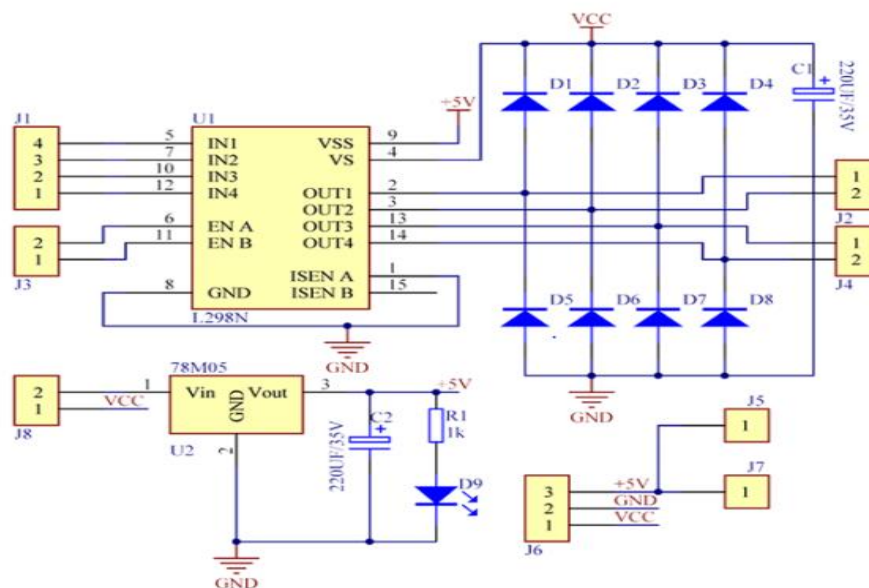 VCC
D1 D2 D3 D4
C1
220UF/35V
+5V
J1
U1
4 5 IN1 VSS 9
3 7 IN2 VS 4
2 10 IN3
1 12 IN4 OUT1 2
OUT2 3
6 EN A OUT3 13
11 EN B OUT4 14
2
1
J3
1
2
J2
1
2
J4
ISEN A 1
8 GND ISEN B 15
L298N
GND
D5 D6 D7 D8
GND
78M05
2 1 Vin Vout 3 +5V
1 VCC
J8
GND
U2
2
C2
220UF/35V
R1
1k
D9
GND
J5
1
J7
1
3 +5V
2 GND
1 VCC
J6